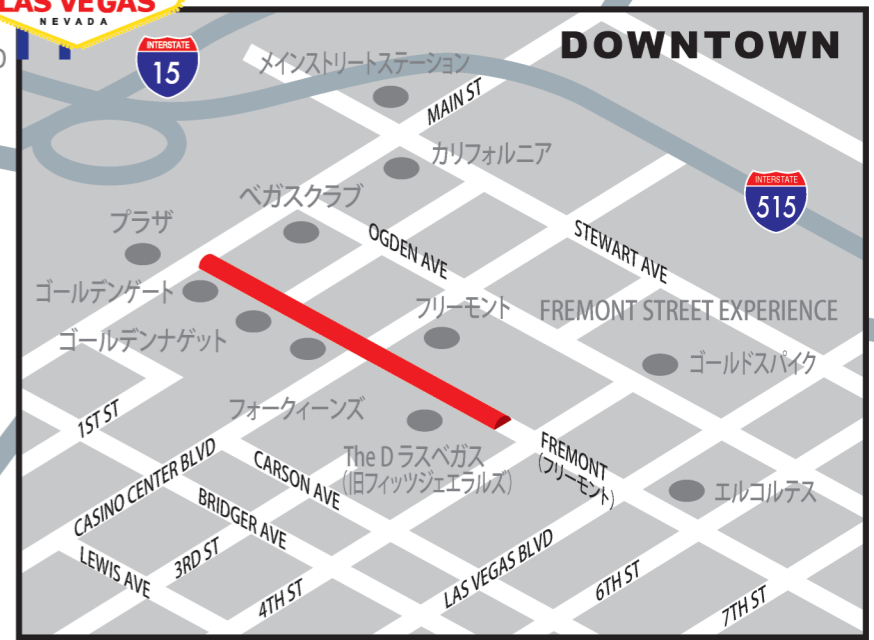 LAS VEGAS
NEVADA
DOWNTOWN
INTERSTATE
15
メインストリートステーション
MAIN ST
カリフォルニア
INTERSTATE
515
ベガスクラブ
プラザ
OGDEN AVE
STEWART AVE
ゴールデンゲート
フリーモント
FREMONT STREET EXPERIENCE
ゴールデンナゲット
ゴールドスパイク
フォークィーンズ
1ST ST
The D ラスベガス
(旧フィッツジェエラルズ)
FREMONT
(フリーモント)
CASINO CENTER BLVD
CARSON AVE
エルコルテス
BRIDGER AVE
LEWIS AVE
3RD ST
4TH ST
LAS VEGAS BLVD
6TH ST
7TH ST